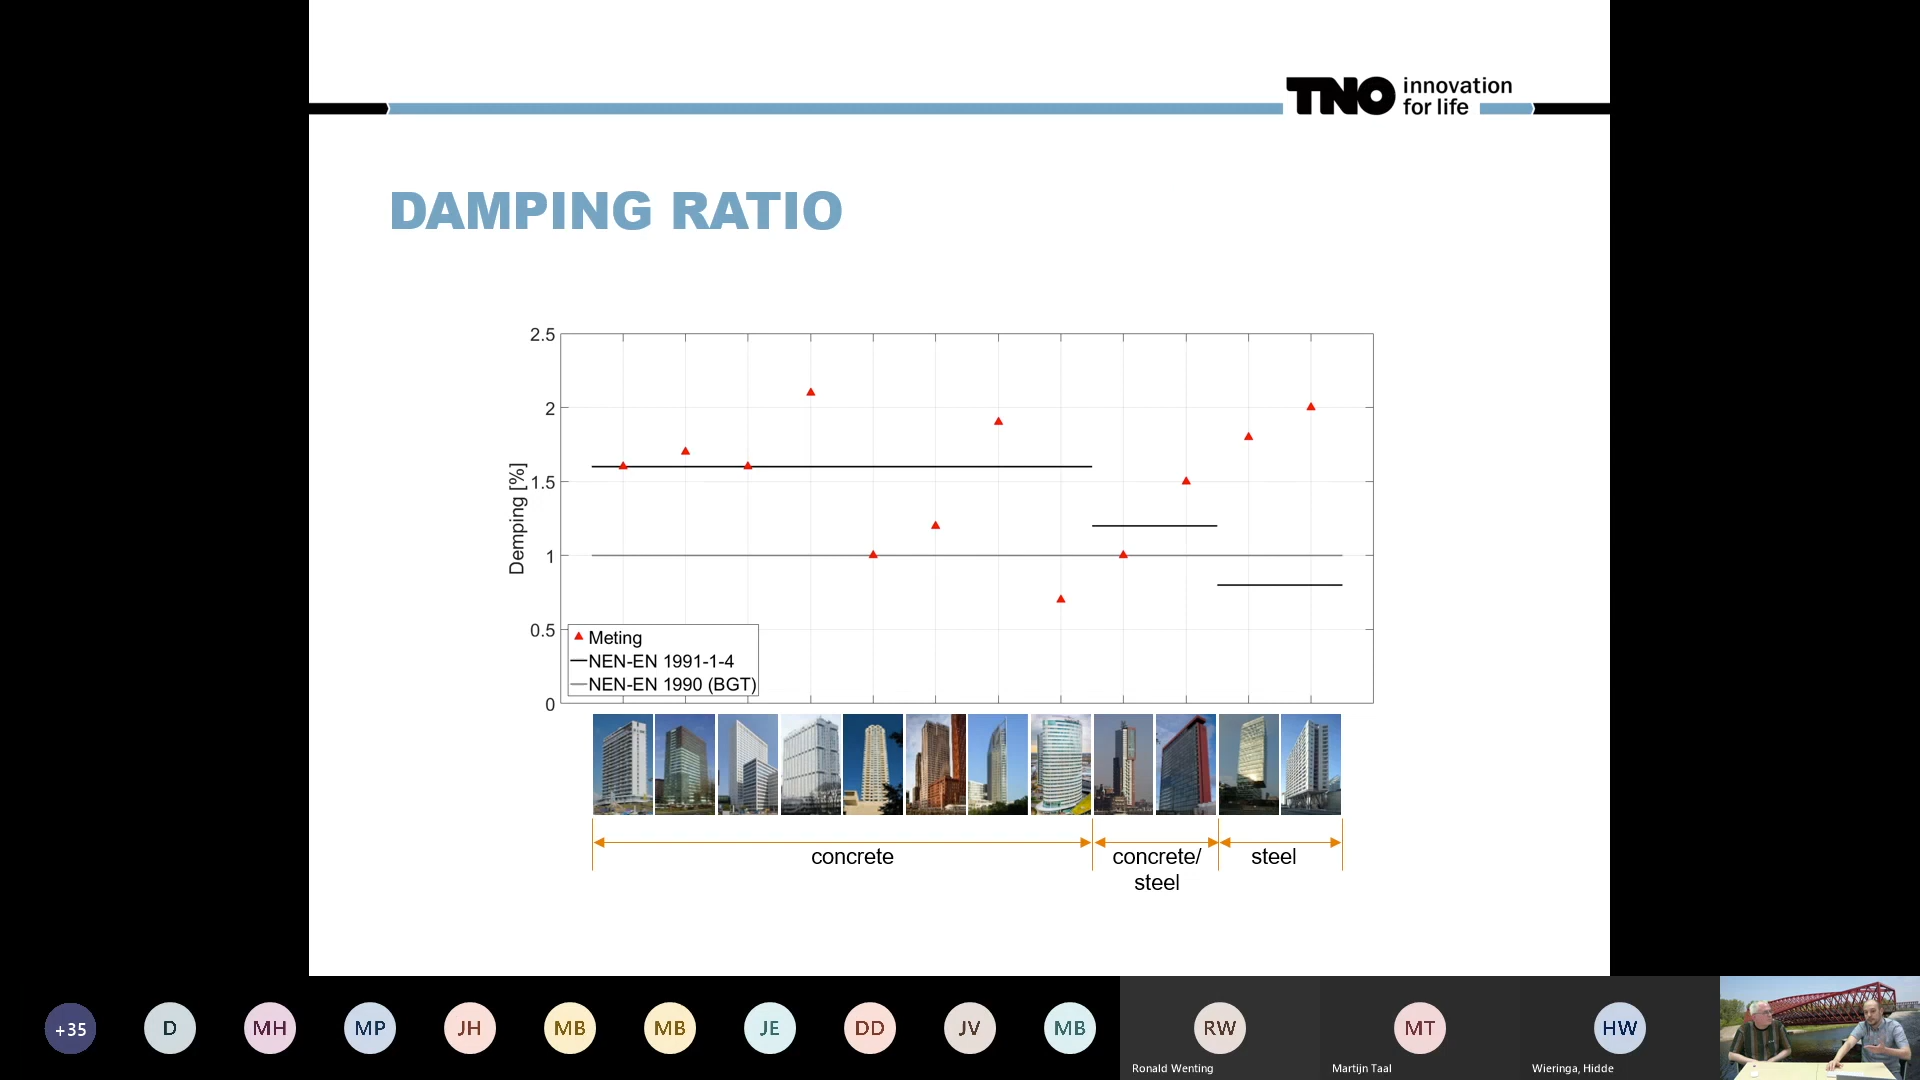 TNO innovation
for life
DAMPING RATIO
Demping [%]
2.5
2
1.5
1
0.5
0
Meting
NEN-EN 1991-1-4
NEN-EN 1990 (BGT)
concrete
concrete/
steel
steel
+35 D MH MP JH MB MB JE DD JV MB RW MT HW
Ronald Wenting Martijn Taal Wieringa, Hidde